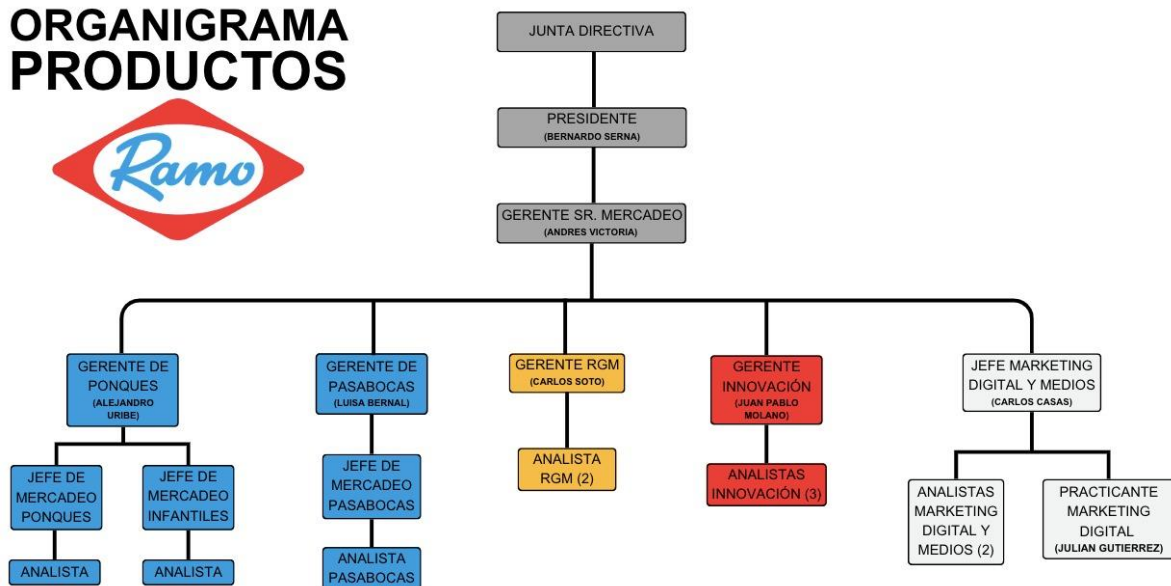 ORGANIGRAMA
PRODUCTOS
Ramo
JUNTA DIRECTIVA
PRESIDENTE
(BERNARDO SERNA)
GERENTE SR. MERCADEO
(ANDRES VICTORIA)
GERENTE DE
PONQUES
(ALEJANDRO
URIBE)
GERENTE DE
PASABOCAS
(LUISA BERNAL)
GERENTE RGM
(CARLOS SOTO)
GERENTE
INNOVACIÓN
(JUAN PABLO
MOLANO)
JEFE MARKETING
DIGITAL Y MEDIOS
(CARLOS CASAS)
JEFE DE
MERCADEO
PONQUES
JEFE DE
MERCADEO
INFANTILES
JEFE DE
MERCADEO
PASABOCAS
ANALISTA
RGM (2)
ANALISTAS
INNOVACIÓN (3)
ANALISTAS
MARKETING
DIGITAL Y
MEDIOS (2)
PRACTICANTE
MARKETING
DIGITAL
(JULIAN GUTIERREZ)
ANALISTA
ANALISTA
ANALISTA
PASABOCAS